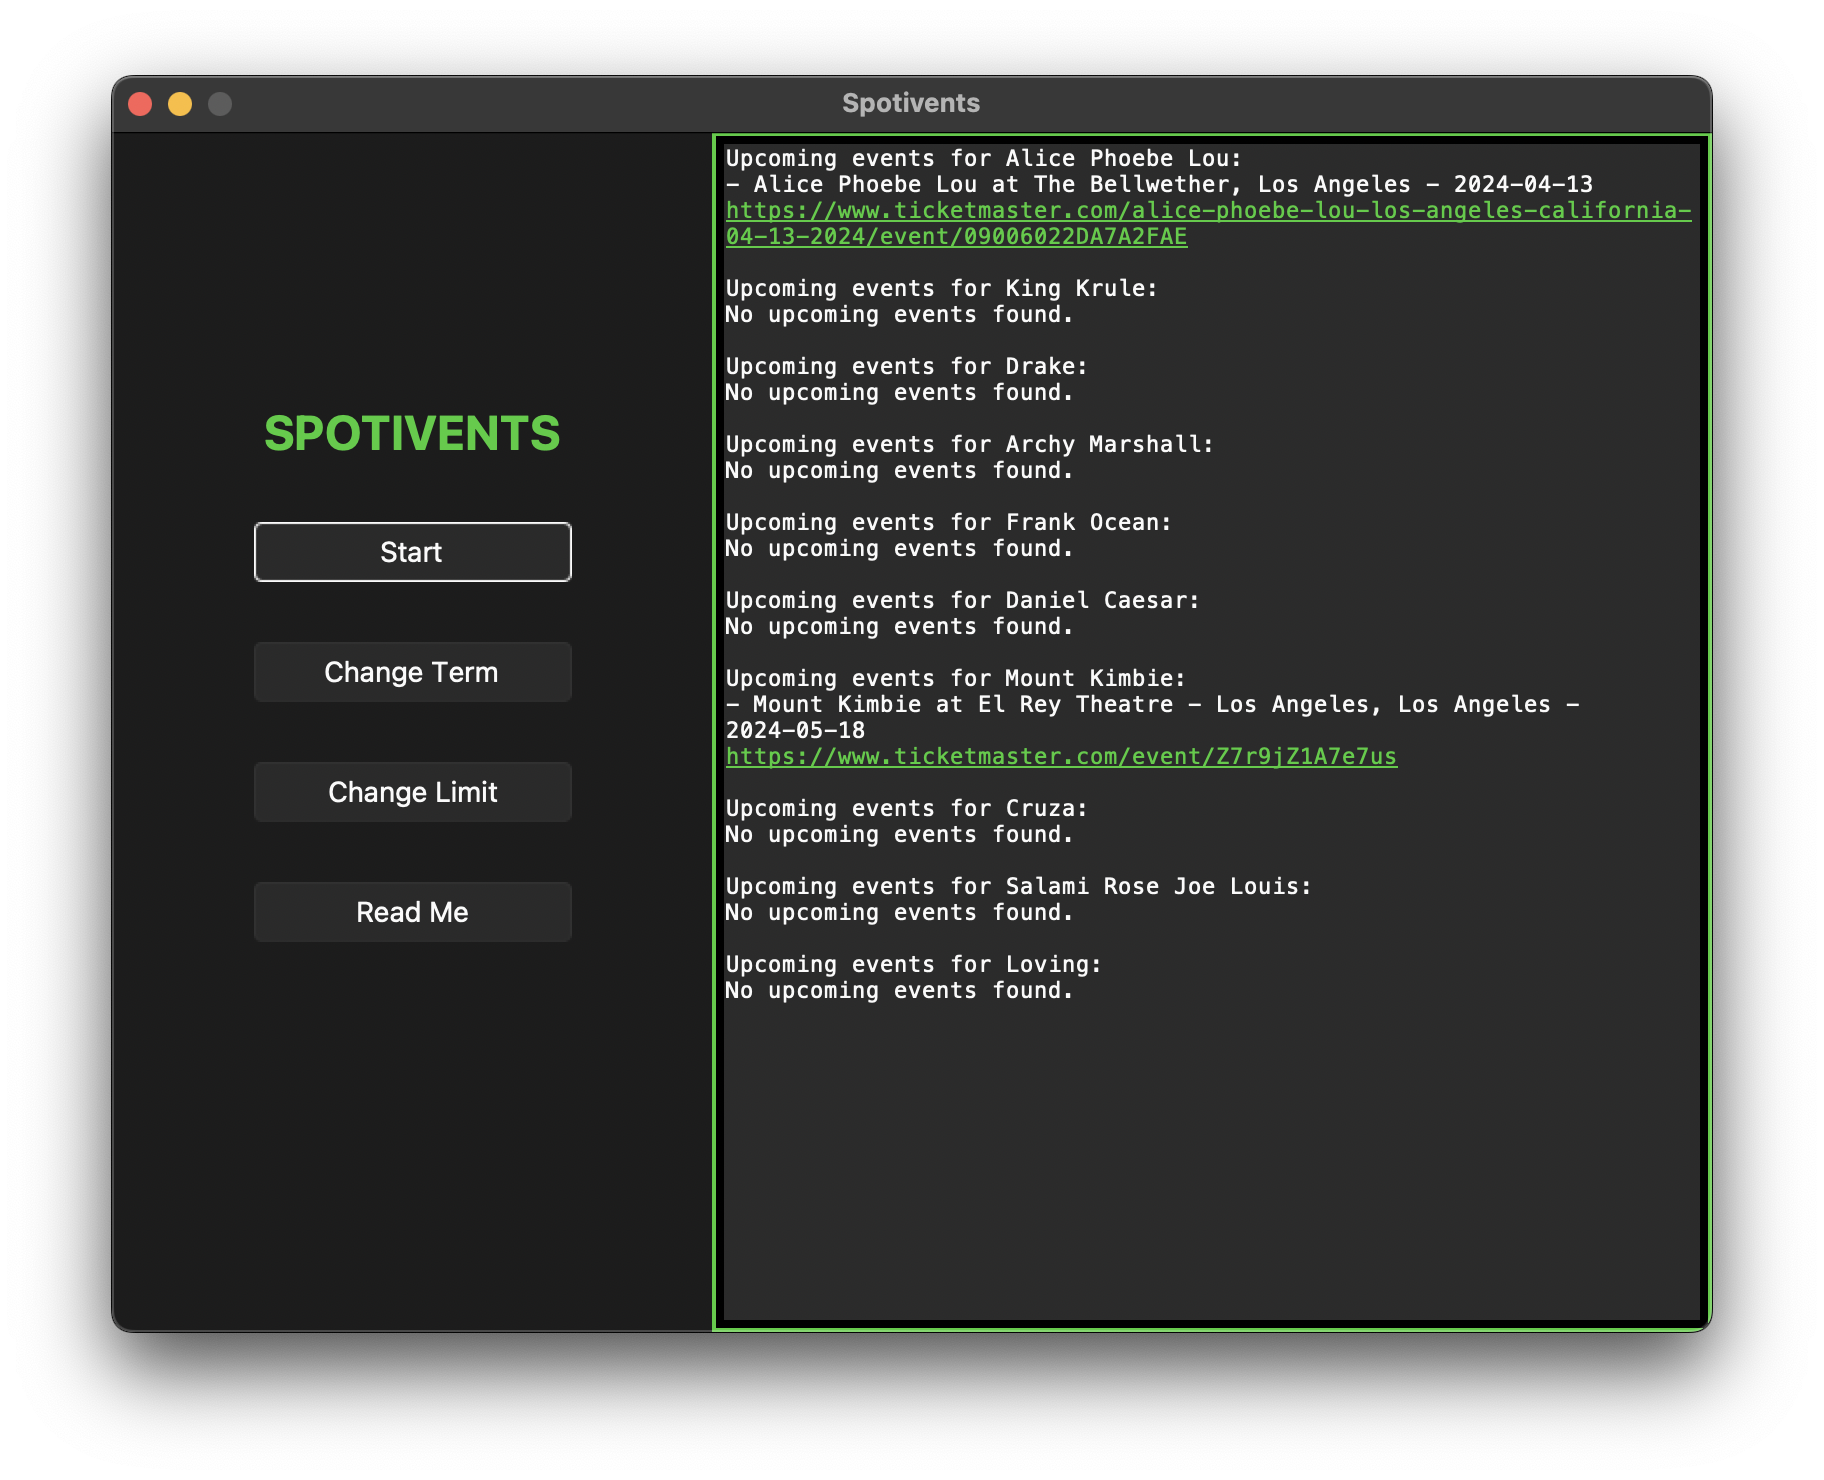 Spotivents
SPOTIVENTS
Start
Change Term
Change Limit
Read Me
Upcoming events for Alice Phoebe Lou:
- Alice Phoebe Lou at The Bellwether, Los Angeles - 2024-04-13
https://www.ticketmaster.com/alice-phoebe-lou-los-angeles-california-
04-13-2024/event/09006022DA7A2FAE
Upcoming events for King Krule:
No upcoming events found.
Upcoming events for Drake:
No upcoming events found.
Upcoming events for Archy Marshall:
No upcoming events found.
Upcoming events for Frank Ocean:
No upcoming events found.
Upcoming events for Daniel Caesar:
No upcoming events found.
Upcoming events for Mount Kimbie:
- Mount Kimbie at El Rey Theatre - Los Angeles, Los Angeles -
2024-05-18
https://www.ticketmaster.com/event/Z7r9jZ1A7e7us
Upcoming events for Cruza:
No upcoming events found.
Upcoming events for Salami Rose Joe Louis:
No upcoming events found.
Upcoming events for Loving:
No upcoming events found.